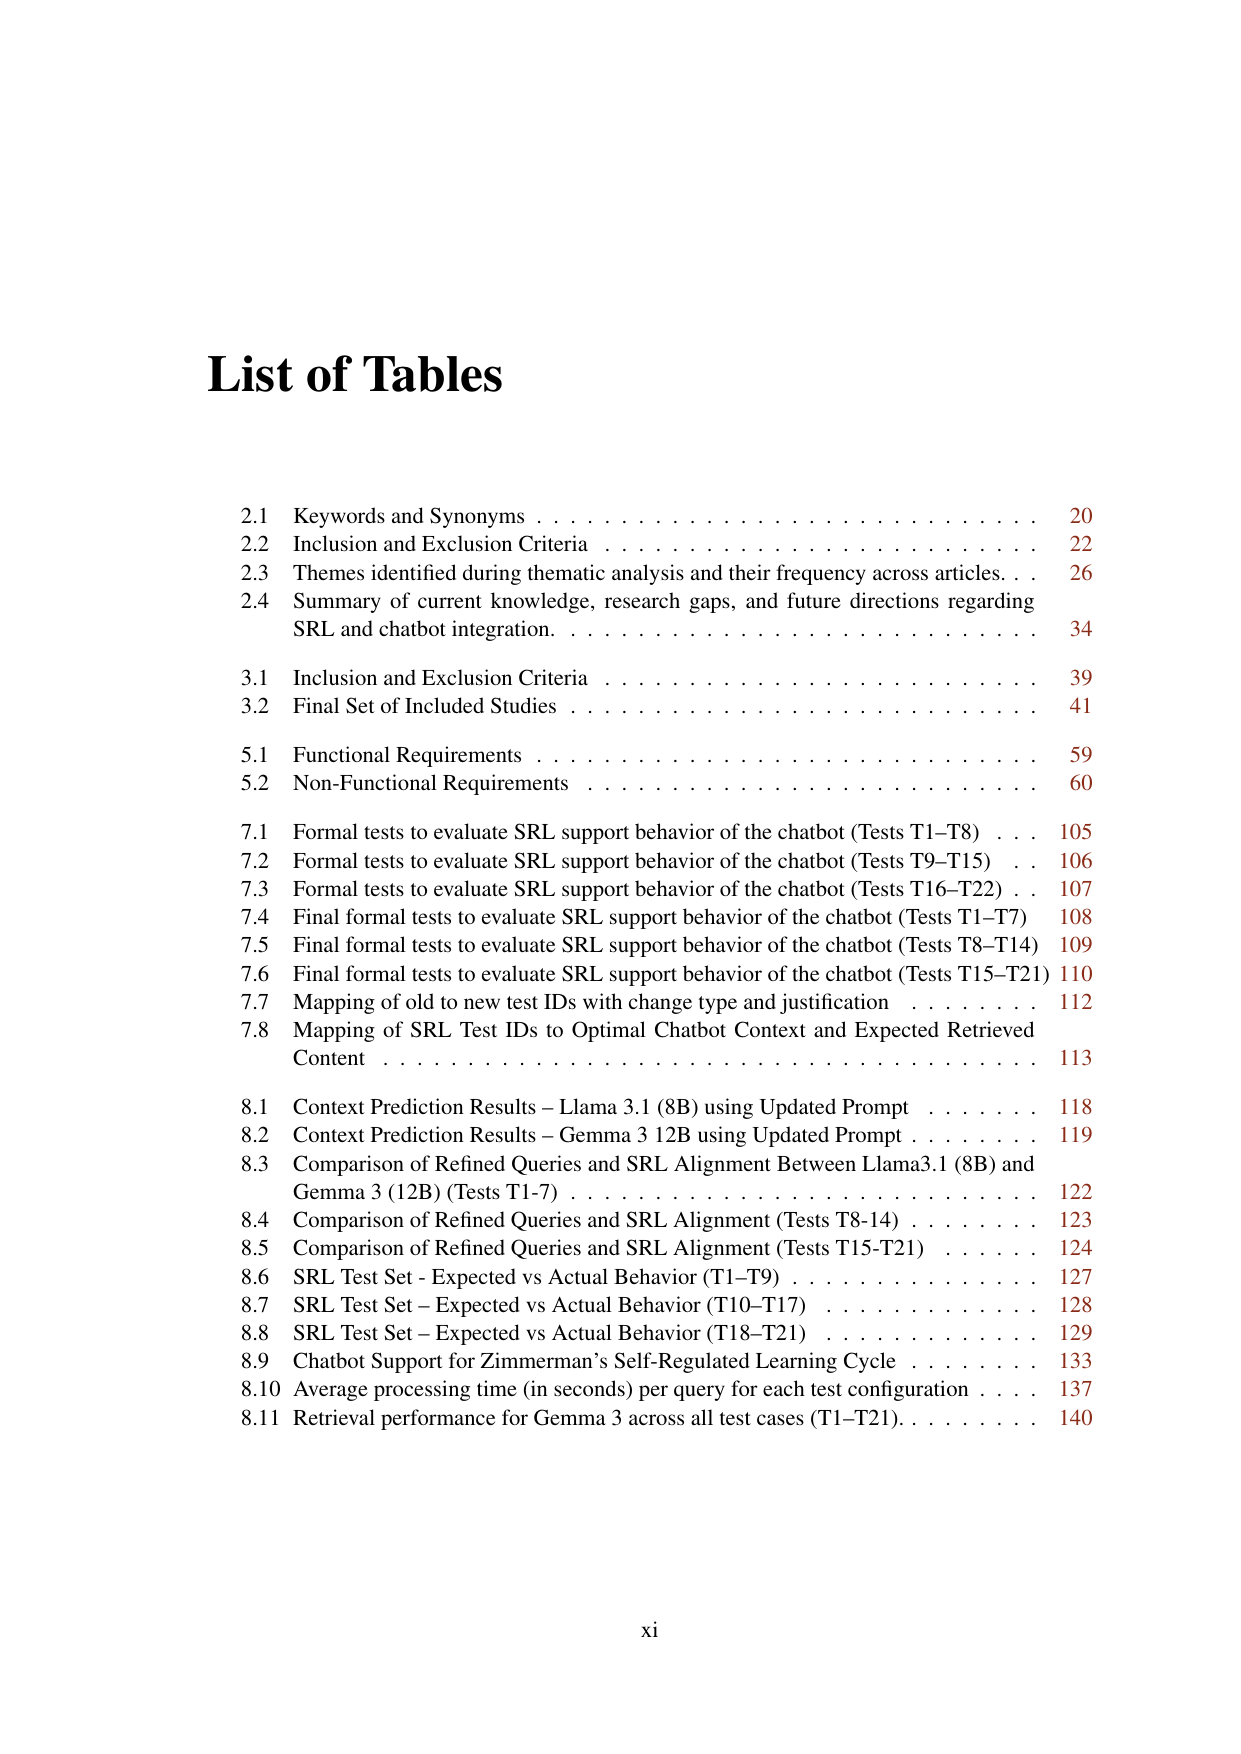 List of Tables
2.1 Keywords and Synonyms . . . . . . . . . . . . . . . . . . . . . . . . . . . . . . 20
2.2 Inclusion and Exclusion Criteria . . . . . . . . . . . . . . . . . . . . . . . . . . 22
2.3 Themes identified during thematic analysis and their frequency across articles. . . 26
2.4 Summary of current knowledge, research gaps, and future directions regarding
SRL and chatbot integration. . . . . . . . . . . . . . . . . . . . . . . . . . . . . 34
3.1 Inclusion and Exclusion Criteria . . . . . . . . . . . . . . . . . . . . . . . . . . 39
3.2 Final Set of Included Studies . . . . . . . . . . . . . . . . . . . . . . . . . . . . 41
5.1 Functional Requirements . . . . . . . . . . . . . . . . . . . . . . . . . . . . . . 59
5.2 Non-Functional Requirements . . . . . . . . . . . . . . . . . . . . . . . . . . . 60
7.1 Formal tests to evaluate SRL support behavior of the chatbot (Tests T1–T8) . . . 105
7.2 Formal tests to evaluate SRL support behavior of the chatbot (Tests T9–T15) . . 106
7.3 Formal tests to evaluate SRL support behavior of the chatbot (Tests T16–T22) . . 107
7.4 Final formal tests to evaluate SRL support behavior of the chatbot (Tests T1–T7) 108
7.5 Final formal tests to evaluate SRL support behavior of the chatbot (Tests T8–T14) 109
7.6 Final formal tests to evaluate SRL support behavior of the chatbot (Tests T15–T21) 110
7.7 Mapping of old to new test IDs with change type and justification . . . . . . . . 112
7.8 Mapping of SRL Test IDs to Optimal Chatbot Context and Expected Retrieved
Content . . . . . . . . . . . . . . . . . . . . . . . . . . . . . . . . . . . . . . . 113
8.1 Context Prediction Results – Llama 3.1 (8B) using Updated Prompt . . . . . . . 118
8.2 Context Prediction Results – Gemma 3 12B using Updated Prompt . . . . . . . . 119
8.3 Comparison of Refined Queries and SRL Alignment Between Llama3.1 (8B) and
Gemma 3 (12B) (Tests T1-7) . . . . . . . . . . . . . . . . . . . . . . . . . . . . 122
8.4 Comparison of Refined Queries and SRL Alignment (Tests T8-14) . . . . . . . . 123
8.5 Comparison of Refined Queries and SRL Alignment (Tests T15-T21) . . . . . . 124
8.6 SRL Test Set - Expected vs Actual Behavior (T1–T9) . . . . . . . . . . . . . . . 127
8.7 SRL Test Set – Expected vs Actual Behavior (T10–T17) . . . . . . . . . . . . . 128
8.8 SRL Test Set – Expected vs Actual Behavior (T18–T21) . . . . . . . . . . . . . 129
8.9 Chatbot Support for Zimmerman’s Self-Regulated Learning Cycle . . . . . . . . 133
8.10 Average processing time (in seconds) per query for each test configuration . . . . 137
8.11 Retrieval performance for Gemma 3 across all test cases (T1–T21). . . . . . . . . 140
xi